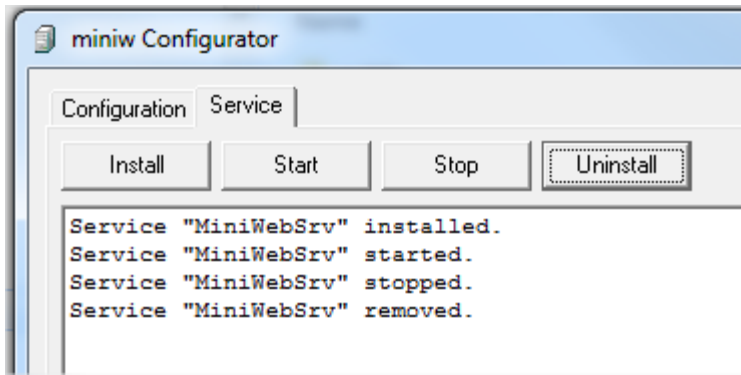 miniw Configurator
Configuration Service
Install Start Stop Uninstall
Service "MiniWebSrv" installed.
Service "MiniWebSrv" started.
Service "MiniWebSrv" stopped.
Service "MiniWebSrv" removed.